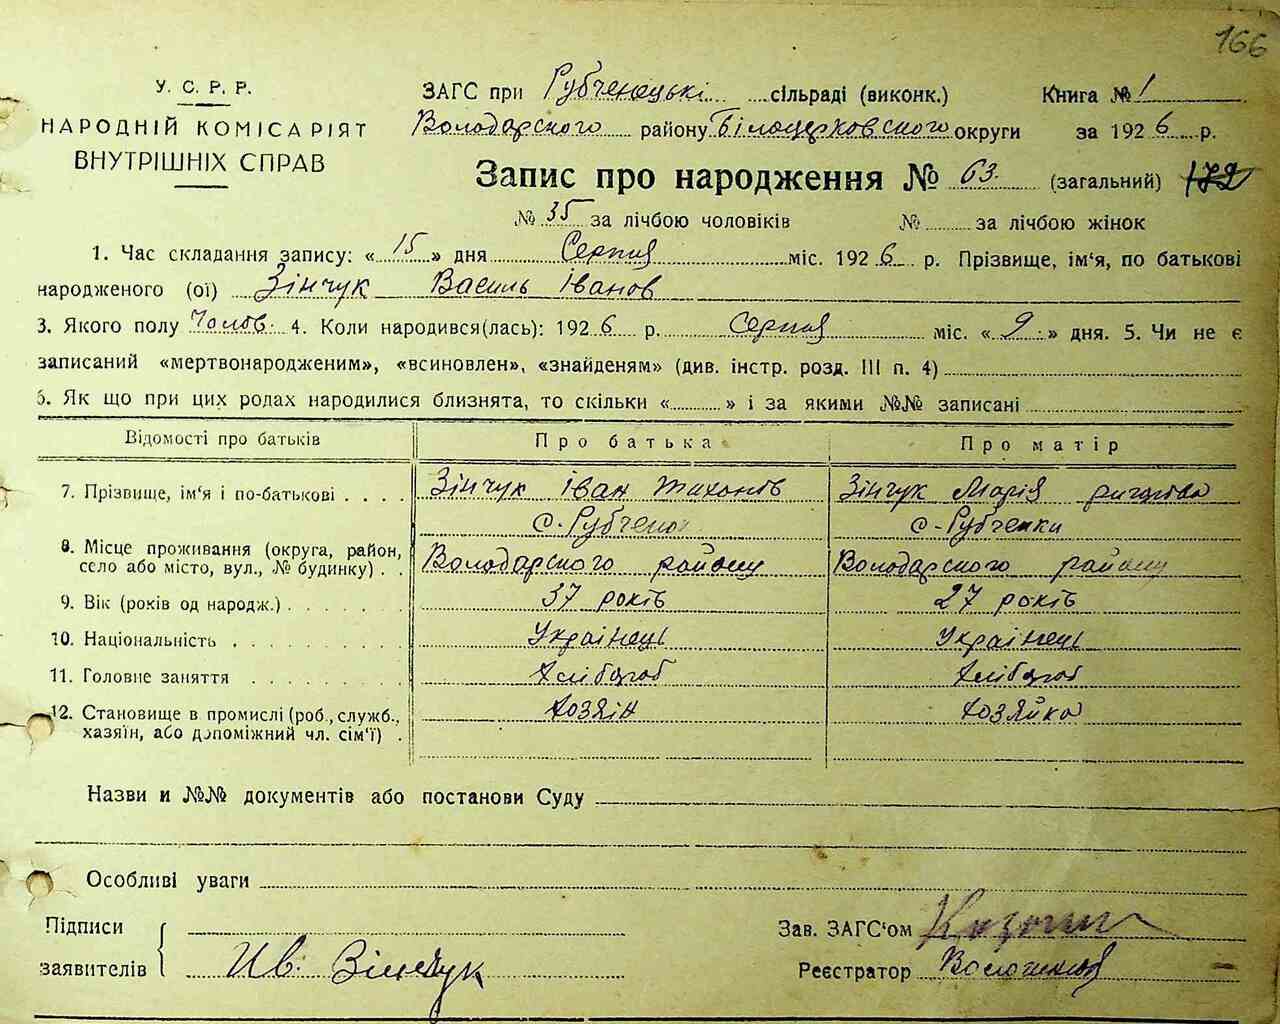 166
У. С. Р. Р.
НАРОДНІЙ КОМІСАРІЯТ
ВНУТРІШНІХ СПРАВ
ЗАГС при Рубченецькі сільраді (виконк.) Книга № 1
Володарского району Білоцерковского округи за 1926 р.
Запис про народження № 63. (загальний) 172
№ 35 за лічбою чоловіків № за лічбою жінок
1. Час складання запису: « 15 » дня Серпня міс. 1926 р. Прізвище, ім'я, по батькові
народженого (ої) Зінчук Василь Іванов
3. Якого полу Чолов. 4. Коли народився(лась): 1926 р. Серпня міс. « 9 » дня. 5. Чи не є
записаний «мертвонародженим», «всиновлен», «знайденям» (див. інстр. розд. III п. 4)
6. Як що при цих родах народилися близнята, то скільки « » і за якими №№ записані
Відомості про батьків Про батька Про матір
7. Прізвище, ім'я і по-батькові . . . . Зінчук Іван Тихонів Зінчук Марія
с. Рубченки с. Рубченки
8. Місце проживання (округа, район,
село або місто, вул., № будинку) . . Володарского району Володарского району
9. Вік (років од народж.) . . . . . . 37 років 27 років
10. Національність . . . . . . . . . Українець Українець
11. Головне заняття . . . . . . . . Хлібороб Хлібороб
12. Становище в промислі (роб., служб.,
хазяїн, або допоміжний чл. сім'ї) . Хозяін Хозяйка
Назви и №№ документів або постанови Суду
Особливі уваги
Підписи
заявителів Ив. Зінчук
Зав. ЗАГС'ом
Реєстратор